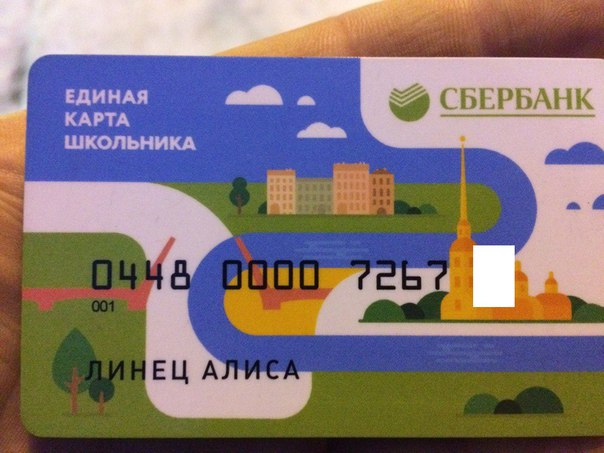 ЕДИНАЯ
КАРТА
ШКОЛЬНИКА
СБЕРБАНК
0448 0000 7267
001
ЛИНЕЦ АЛИСА